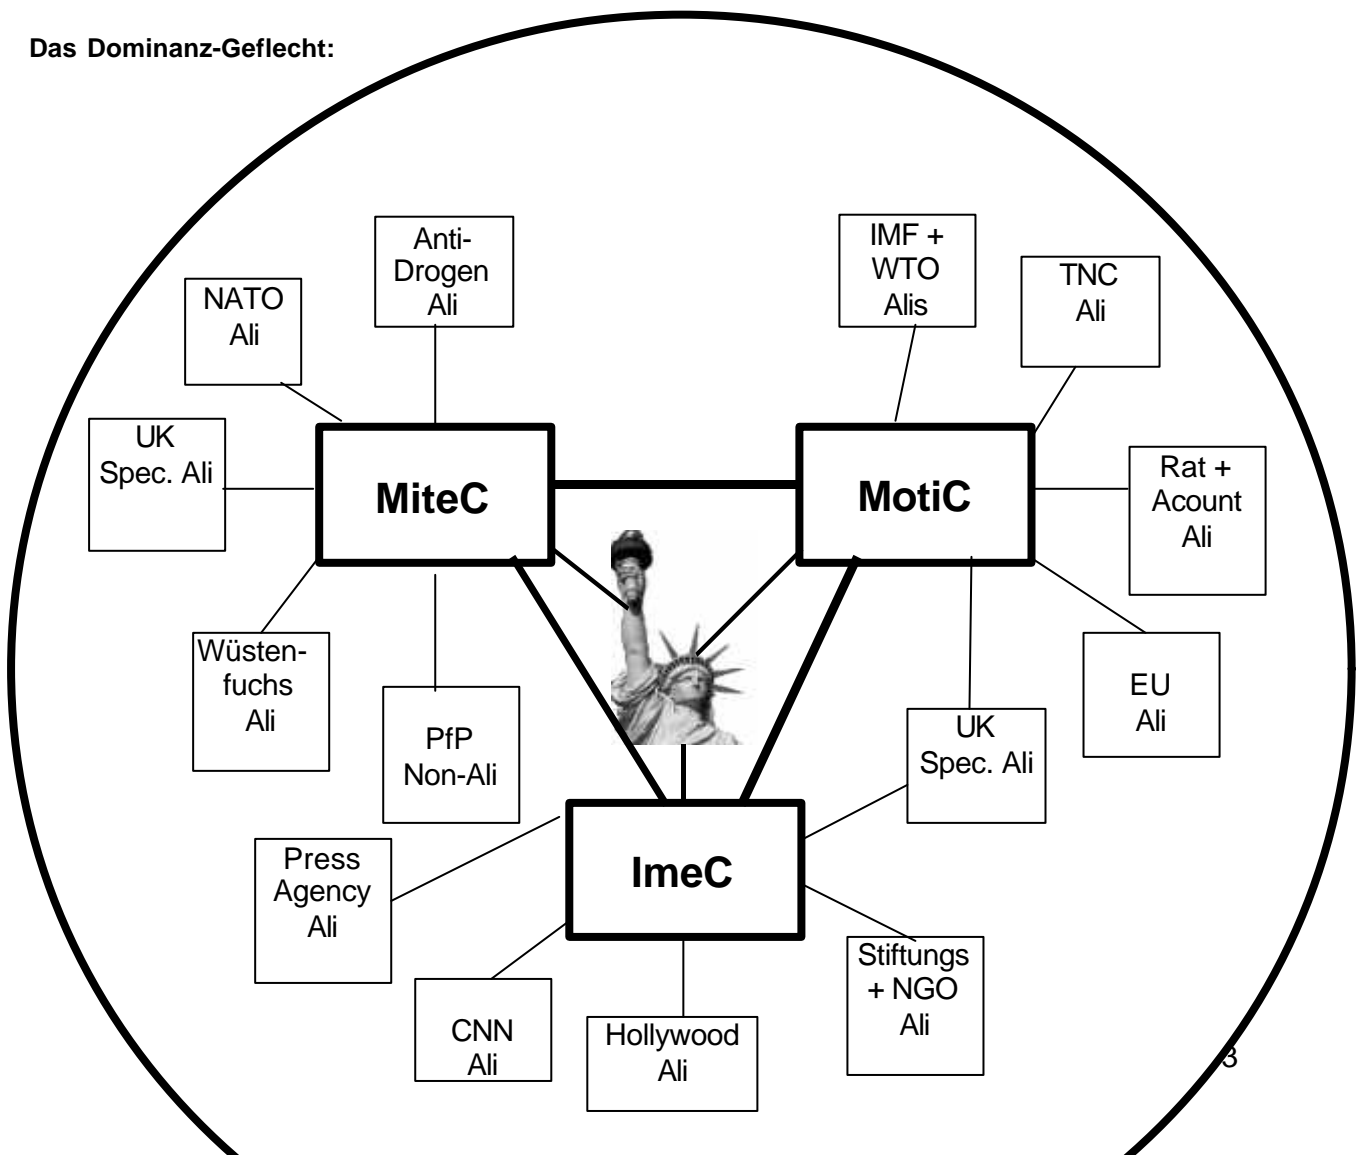 Das Dominanz-Geflecht:
Anti-
Drogen
Ali
IMF +
WTO
Alis
NATO
Ali
TNC
Ali
UK
Spec. Ali
MiteC
MotiC
Rat +
Acount
Ali
Wüsten-
fuchs
Ali
PfP
Non-Ali
UK
Spec. Ali
EU
Ali
Press
Agency
Ali
ImeC
CNN
Ali
Hollywood
Ali
Stiftungs
+ NGO
Ali
3